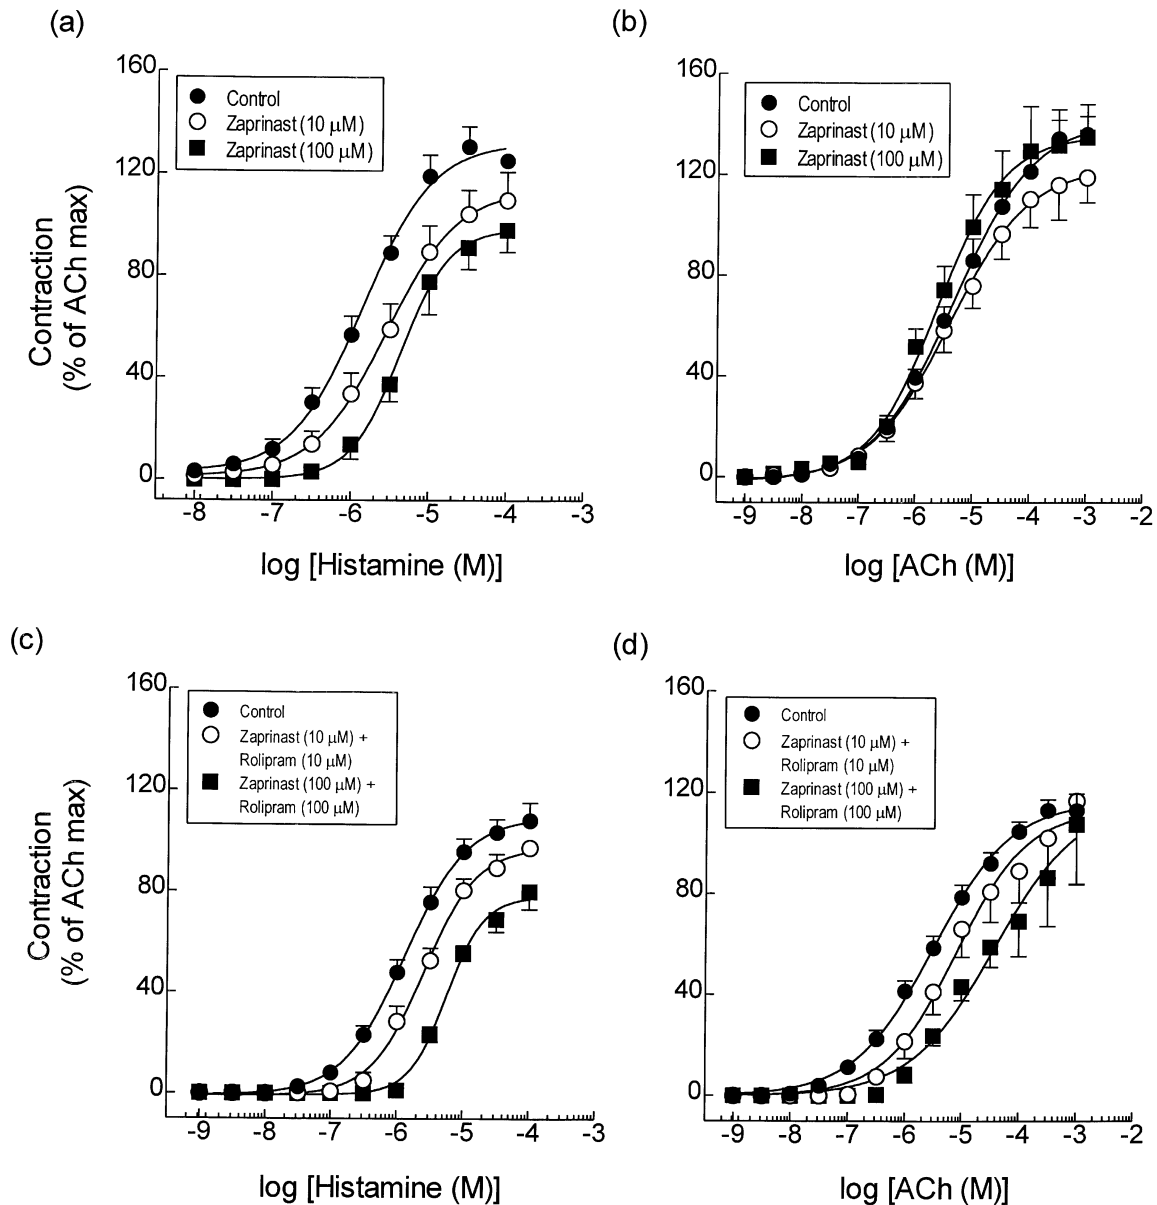 (a)
160
120
80
40
0
Control
Zaprinast (10 μM)
Zaprinast (100 μM)
Contraction
(% of ACh max)
-8 -7 -6 -5 -4 -3
log [Histamine (M)]
(b)
160
120
80
40
0
Control
Zaprinast (10 μM)
Zaprinast (100 μM)
-9 -8 -7 -6 -5 -4 -3 -2
log [ACh (M)]
(c)
160
120
80
40
0
Control
Zaprinast (10 μM) +
Rolipram (10 μM)
Zaprinast (100 μM) +
Rolipram (100 μM)
Contraction
(% of ACh max)
-9 -8 -7 -6 -5 -4 -3
log [Histamine (M)]
(d)
160
120
80
40
0
Control
Zaprinast (10 μM) +
Rolipram (10 μM)
Zaprinast (100 μM) +
Rolipram (100 μM)
-9 -8 -7 -6 -5 -4 -3 -2
log [ACh (M)]